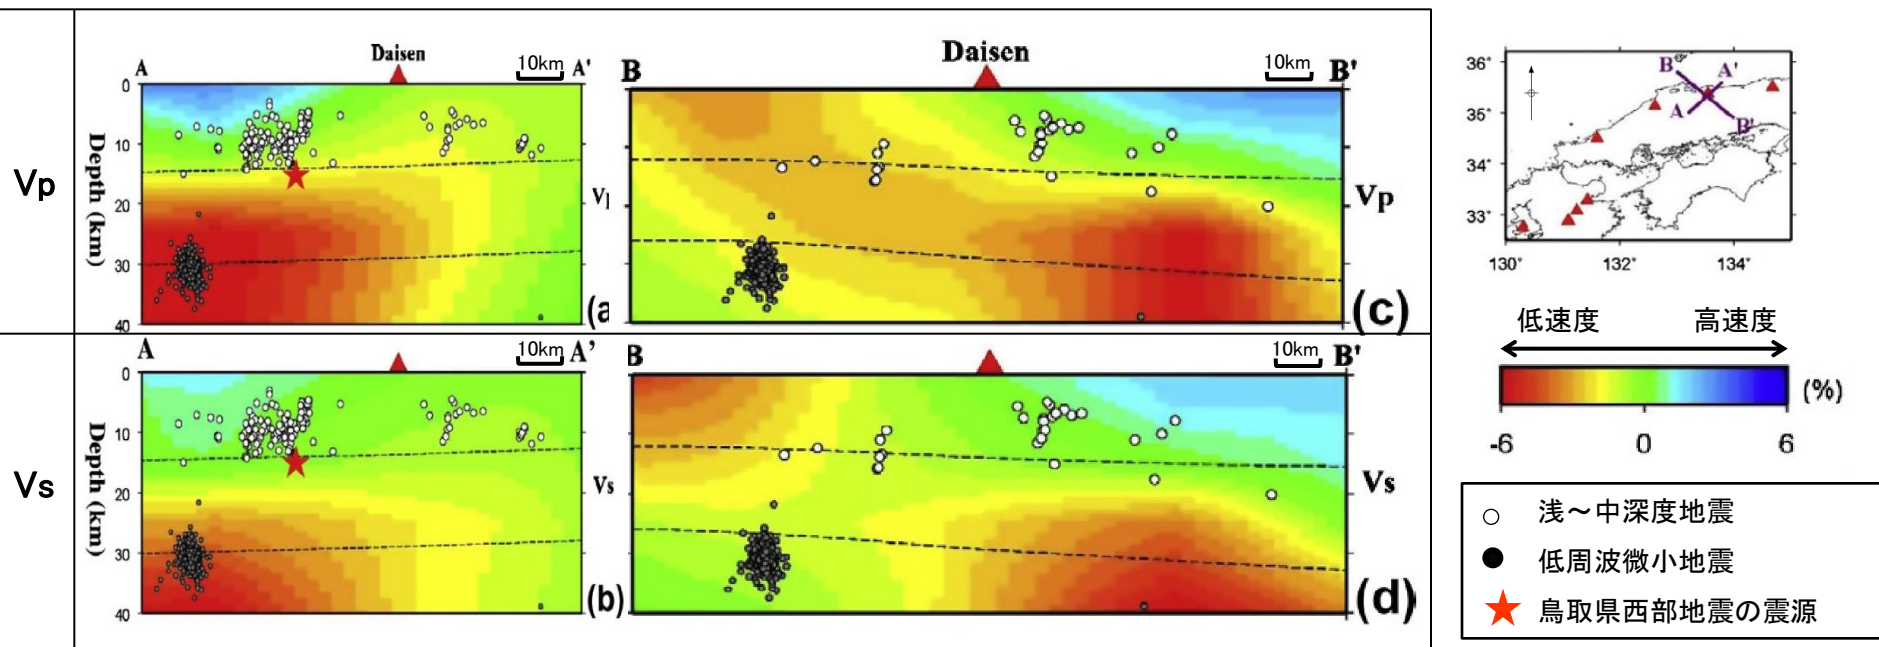 Vp
Daisen
A
10km
A'
0
10
20
30
40
Depth (km)
(a
Daisen
B
10km
B'
Vp
(c)
Vs
A
10km
A’
0
10
20
30
40
Depth (km)
Vs
(b)
B
10km
B'
Vs
(d)
36°
35°
34°
33°
130°
132°
134°
B
A'
A
B'
低速度
高速度
-6
0
6
(%)
浅～中深度地震
低周波微小地震
鳥取県西部地震の震源